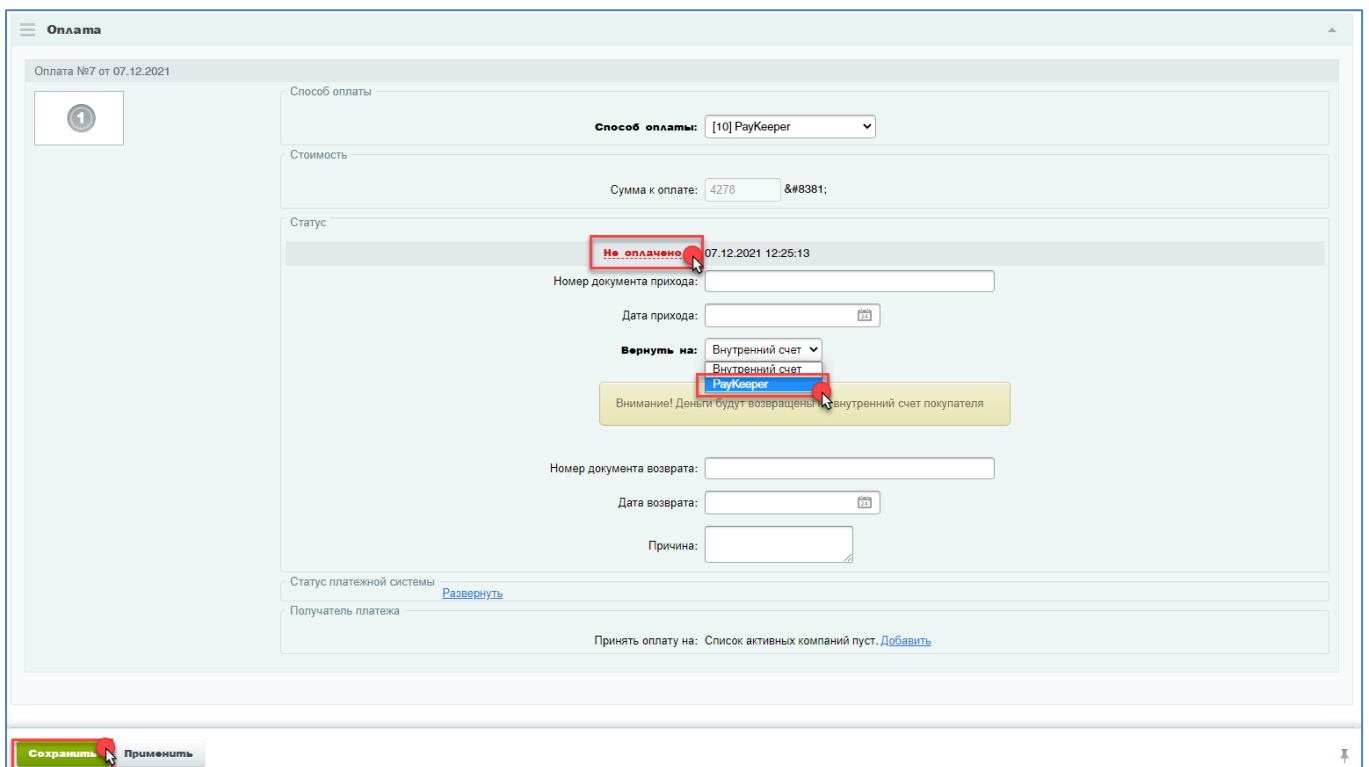 Оплата
Оплата №7 от 07.12.2021
1
Способ оплаты
Способ оплаты: [10] PayKeeper
Стоимость
Сумма к оплате: 4278 &#8381;
Статус
Не оплачено 07.12.2021 12:25:13
Номер документа прихода:
Дата прихода: 24
Вернуть на: Внутренний счет
Внутренний счет
PayKeeper
Внимание! Деньги будут возвращены внутренний счет покупателя
Номер документа возврата:
Дата возврата: 24
Причина:
Статус платежной системы
Развернуть
Получатель платежа
Принять оплату на: Список активных компаний пуст. Добавить
Сохранить Применить